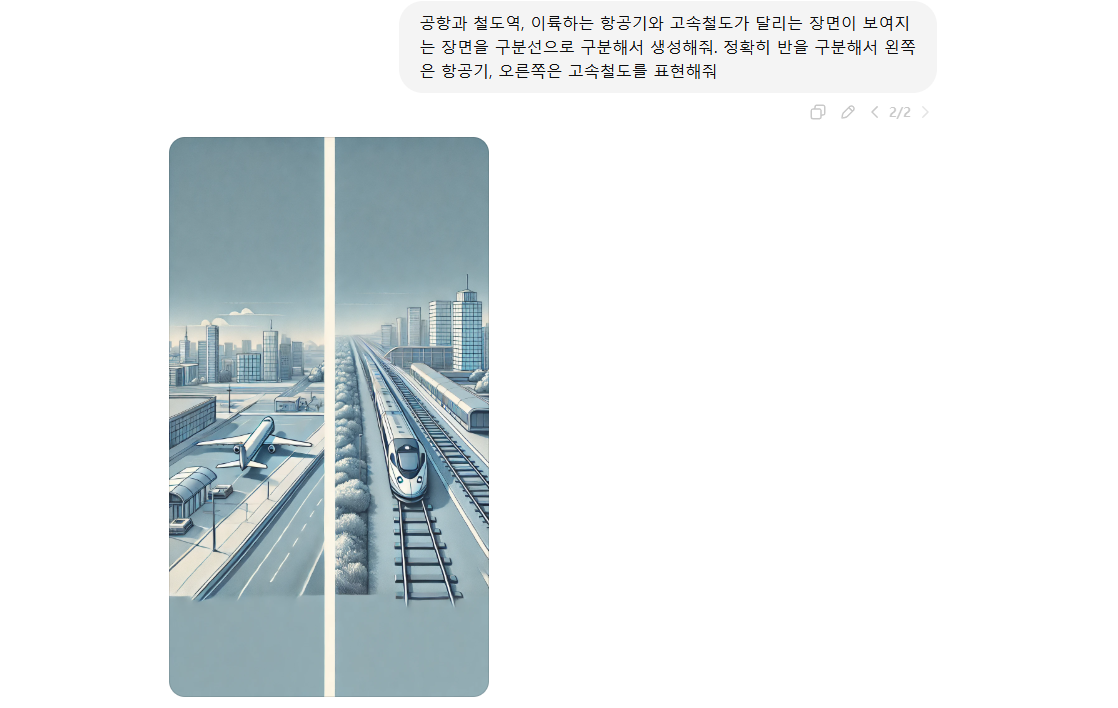 공항과 철도역, 이륙하는 항공기와 고속철도가 달리는 장면이 보여지
는 장면을 구분선으로 구분해서 생성해줘. 정확히 반을 구분해서 왼쪽
은 항공기, 오른쪽은 고속철도를 표현해줘
2/2